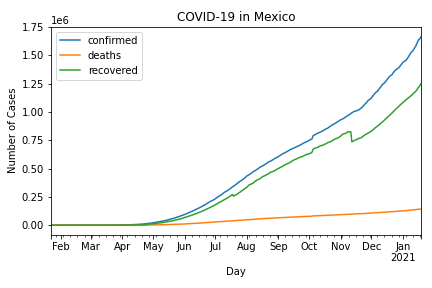 COVID-19 in Mexico
1e6
confirmed
deaths
recovered
1.75
1.50
1.25
1.00
0.75
0.50
0.25
0.00
Number of Cases
Feb Mar Apr May Jun Jul Aug Sep Oct Nov Dec Jan
2021
Day